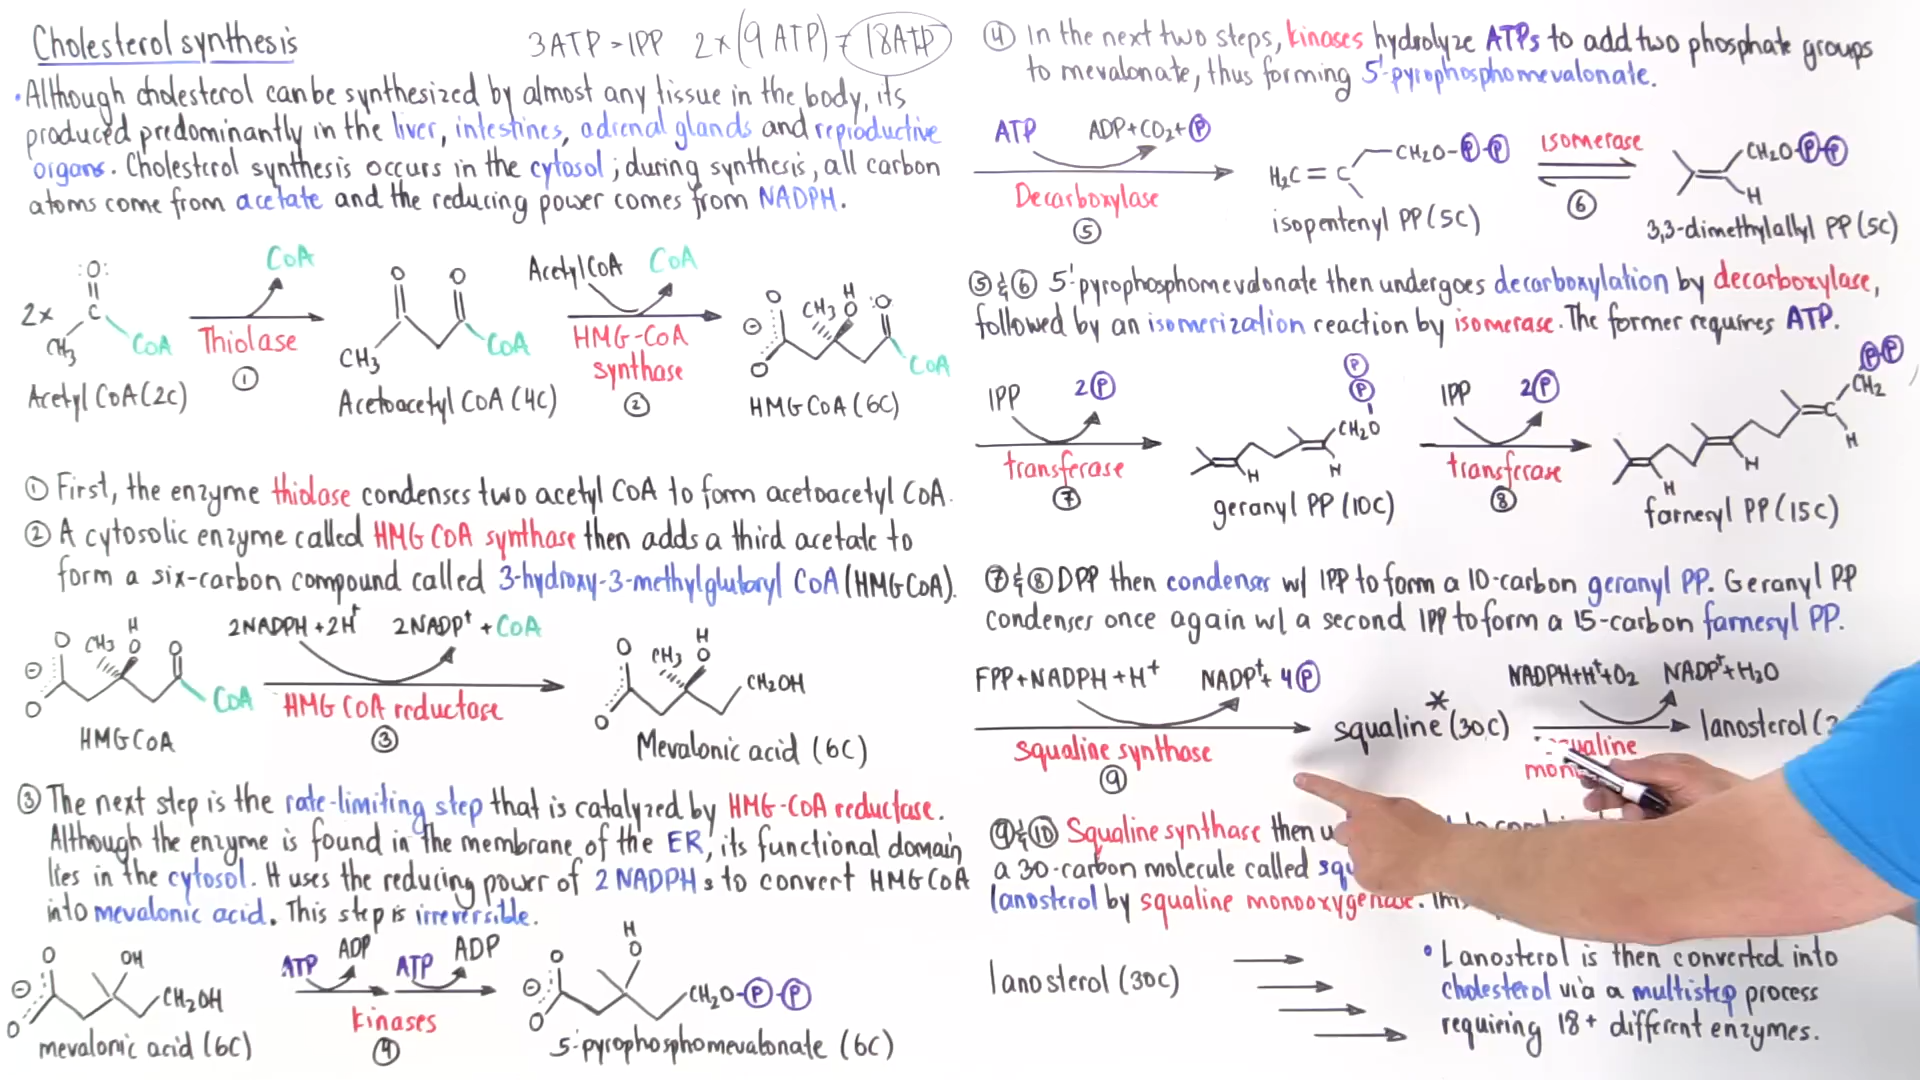 Cholesterol synthesis
3ATP → IPP 2×(9 ATP) = 18ATP
• Although cholesterol can be synthesized by almost any tissue in the body, its
produced predominantly in the liver, intestines, adrenal glands and reproductive
organs. Cholesterol synthesis occurs in the cytosol; during synthesis, all carbon
atoms come from acetate and the reducing power comes from NADPH.
CoA
Acetyl CoA CoA
:O: O O O CH3 H O :O:
2x C CH3 CoA Thiolase CH3 CoA HMG-CoA ⊖ O CoA
① synthase
Acetyl CoA (2C) Acetoacetyl CoA (4C) ② HMG CoA (6C)
① First, the enzyme thiolase condenses two acetyl CoA to form acetoacetyl CoA.
② A cytosolic enzyme called HMG CoA synthase then adds a third acetate to
form a six-carbon compound called 3-hydroxy-3-methylglutaryl CoA (HMG CoA).
2NADPH + 2H+ 2NADP+ + CoA
O CH3 H O O O CH3 H O
⊖ O CoA HMG CoA reductase O CH2OH
HMG CoA ③ Mevalonic acid (6C)
③ The next step is the rate-limiting step that is catalyzed by HMG-CoA reductase.
Although the enzyme is found in the membrane of the ER, its functional domain
lies in the cytosol. It uses the reducing power of 2 NADPHs to convert HMG CoA
into mevalonic acid. This step is irreversible.
O OH ATP ADP ATP ADP O H O
⊖ O CH2OH kinases ⊖ O CH2O-Ⓟ-Ⓟ
mevalonic acid (6C) ④ 5-pyrophosphomevalonate (6C)
④ In the next two steps, kinases hydrolyze ATPs to add two phosphate groups
to mevalonate, thus forming 5'-pyrophosphomevalonate.
ATP ADP+CO2+Ⓟ
Decarboxylase H2C=C CH2O-Ⓟ-Ⓟ isomerase CH2O-ⓅⓅ H
⑤ isopentenyl PP (5C) ⑥ 3,3-dimethylallyl PP (5C)
⑤&⑥ 5'-pyrophosphomevalonate then undergoes decarboxylation by decarboxylase,
followed by an isomerization reaction by isomerase. The former requires ATP.
IPP 2Ⓟ Ⓟ Ⓟ CH2O IPP 2Ⓟ ⓅⓅ CH2
transferase H H transferase H H C H
⑦ geranyl PP (10C) ⑧ farnesyl PP (15C)
⑦&⑧ DPP then condenses w/ IPP to form a 10-carbon geranyl PP. Geranyl PP
condenses once again w/ a second IPP to form a 15-carbon farnesyl PP.
FPP+NADPH+H+ NADP+ + 4Ⓟ NADPH+H+ +O2 NADP+ + H2O
squaline synthase squaline* (30C) lanosterol
⑨
⑨&⑩ Squaline synthase then
a 30-carbon molecule called
lanosterol by squaline monooxygenase.
lanosterol (30C)
• Lanosterol is then converted into
cholesterol via a multistep process
requiring 18+ different enzymes.